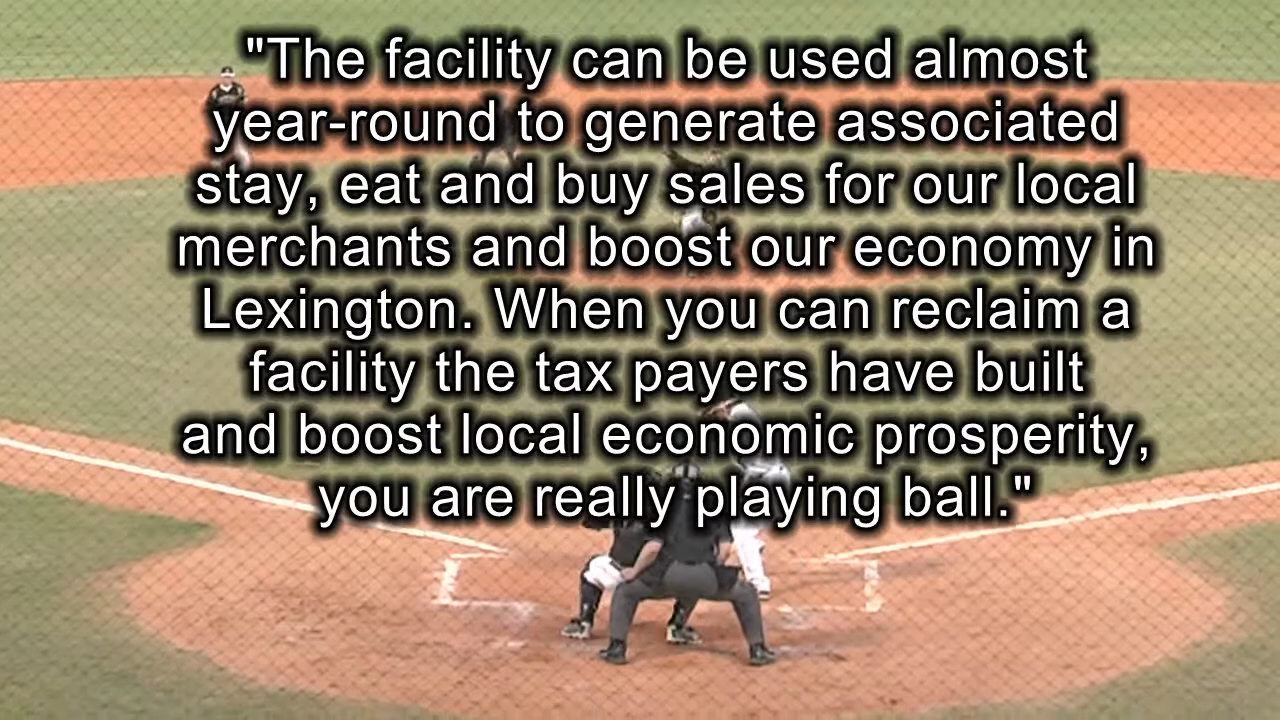 "The facility can be used almost
year-round to generate associated
stay, eat and buy sales for our local
merchants and boost our economy in
Lexington. When you can reclaim a
facility the tax payers have built
and boost local economic prosperity,
you are really playing ball."